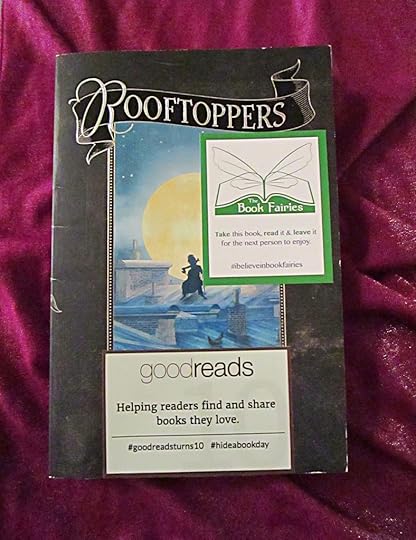 ROOFTOPPERS
The
Book Fairies
Take this book, read it & leave it
for the next person to enjoy.
#ibelieveinbookfairies
goodreads
Helping readers find and share
books they love.
#goodreadsturns10 #hideabookday